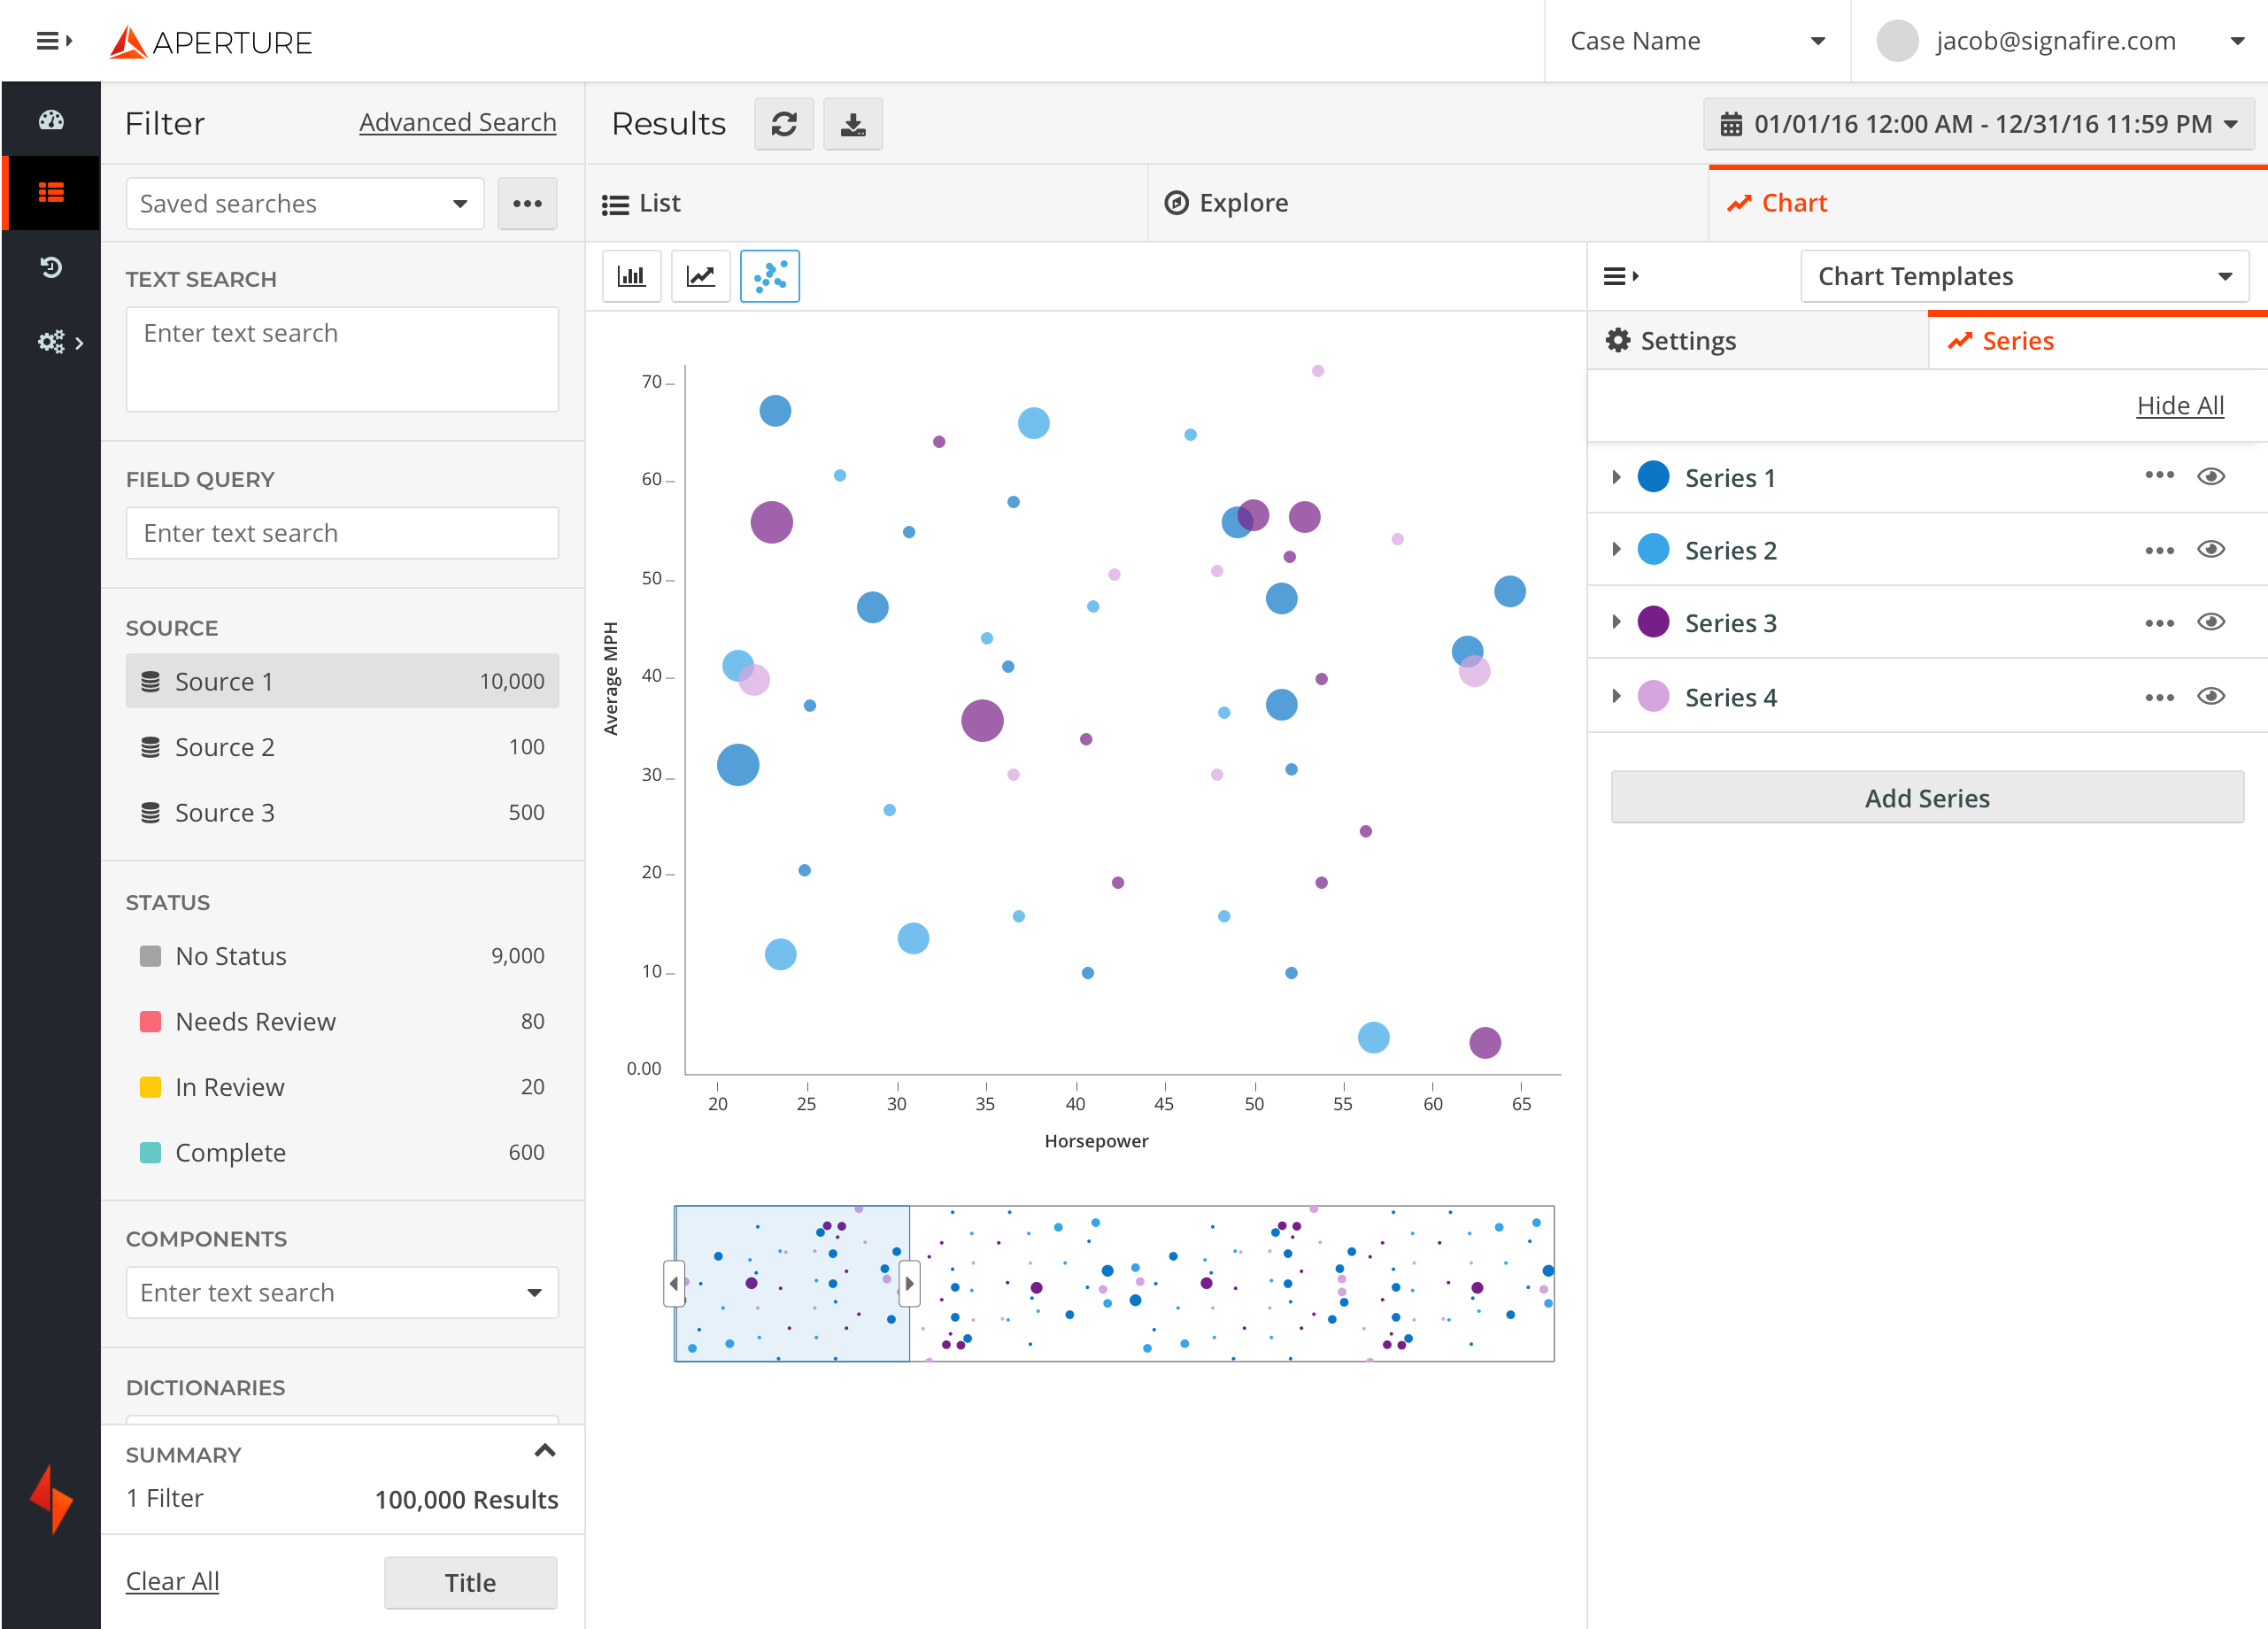 APERTURE
Case Name
jacob@signafire.com
Filter
Advanced Search
Results
01/01/16 12:00 AM - 12/31/16 11:59 PM
Saved searches
List
Explore
Chart
TEXT SEARCH
Enter text search
FIELD QUERY
Enter text search
SOURCE
Source 1 10,000
Source 2 100
Source 3 500
STATUS
No Status 9,000
Needs Review 80
In Review 20
Complete 600
COMPONENTS
Enter text search
DICTIONARIES
SUMMARY
1 Filter 100,000 Results
Clear All
Title
70
60
50
40
30
20
10
0.00
Average MPH
20 25 30 35 40 45 50 55 60 65
Horsepower
Chart Templates
Settings
Series
Hide All
Series 1
Series 2
Series 3
Series 4
Add Series